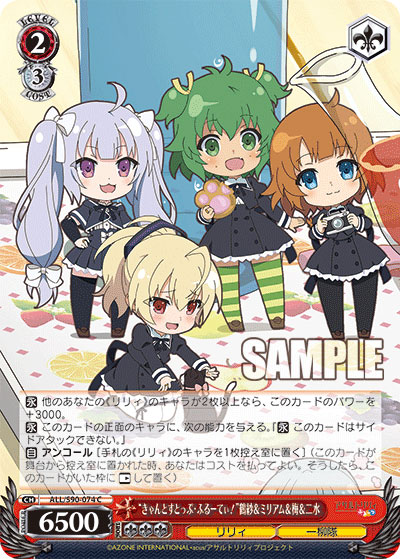 LEVEL
2
3
COST
SAMPLE
永 他のあなたの《リリィ》のキャラが2枚以上なら、このカードのパワーを
+3000。
永 このカードの正面のキャラに、次の能力を与える。『永 このカードはサイ
ドアタックできない。』
自 アンコール ［手札の《リリィ》のキャラを1枚控え室に置く］（このカードが
舞台から控え室に置かれた時、あなたはコストを払ってよい。そうしたら、こ
のカードがいた枠に□して置く）
CH ALL/S90-074 C
"きゃんとすとっぷ・ふるーてぃ!"鶴紗&ミリアム&梅&二水
6500
リリィ
一柳隊
©AZONE INTERNATIONAL・acus/アサルトリリィプロジェクト